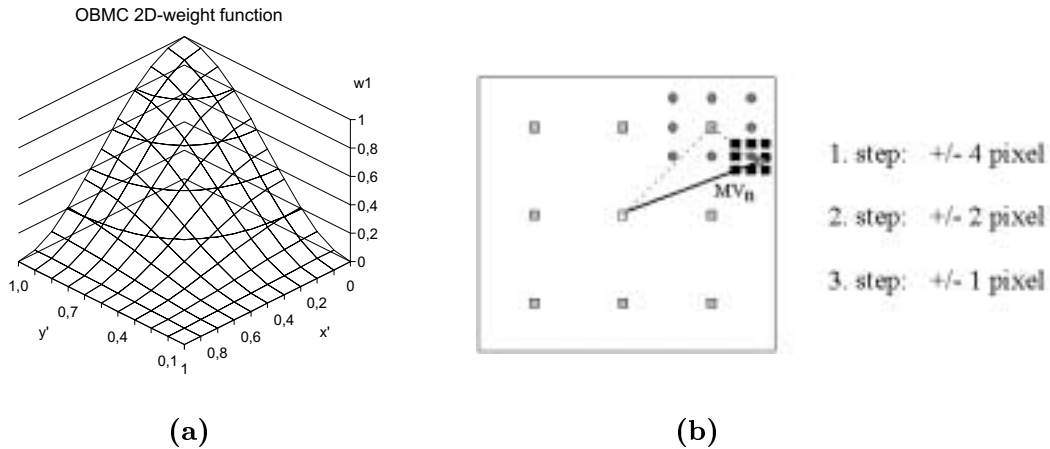 OBMC 2D-weight function
w1
1
0,8
0,6
0,4
0,2
0
1,0
0,7
0,4
0,1
y'
0
0,2
0,4
0,6
0,8
1
x'
MVn
1. step: +/- 4 pixel
2. step: +/- 2 pixel
3. step: +/- 1 pixel
(a)
(b)